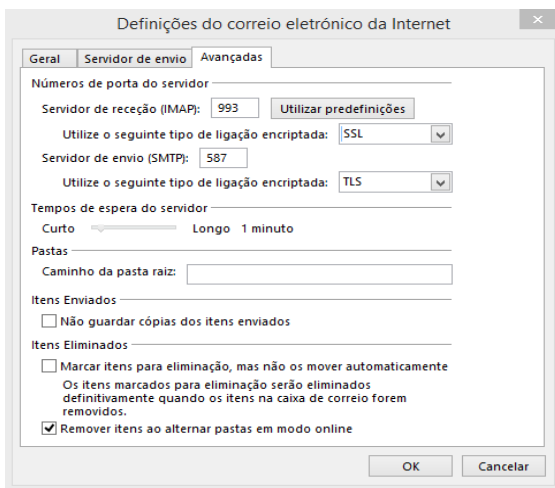 Definições do correio eletrónico da Internet
Geral Servidor de envio Avançadas
Números de porta do servidor
Servidor de receção (IMAP): 993 Utilizar predefinições
Utilize o seguinte tipo de ligação encriptada: SSL
Servidor de envio (SMTP): 587
Utilize o seguinte tipo de ligação encriptada: TLS
Tempos de espera do servidor
Curto Longo 1 minuto
Pastas
Caminho da pasta raiz:
Itens Enviados
Não guardar cópias dos itens enviados
Itens Eliminados
Marcar itens para eliminação, mas não os mover automaticamente
Os itens marcados para eliminação serão eliminados
definitivamente quando os itens na caixa de correio forem
removidos.
Remover itens ao alternar pastas em modo online
OK Cancelar